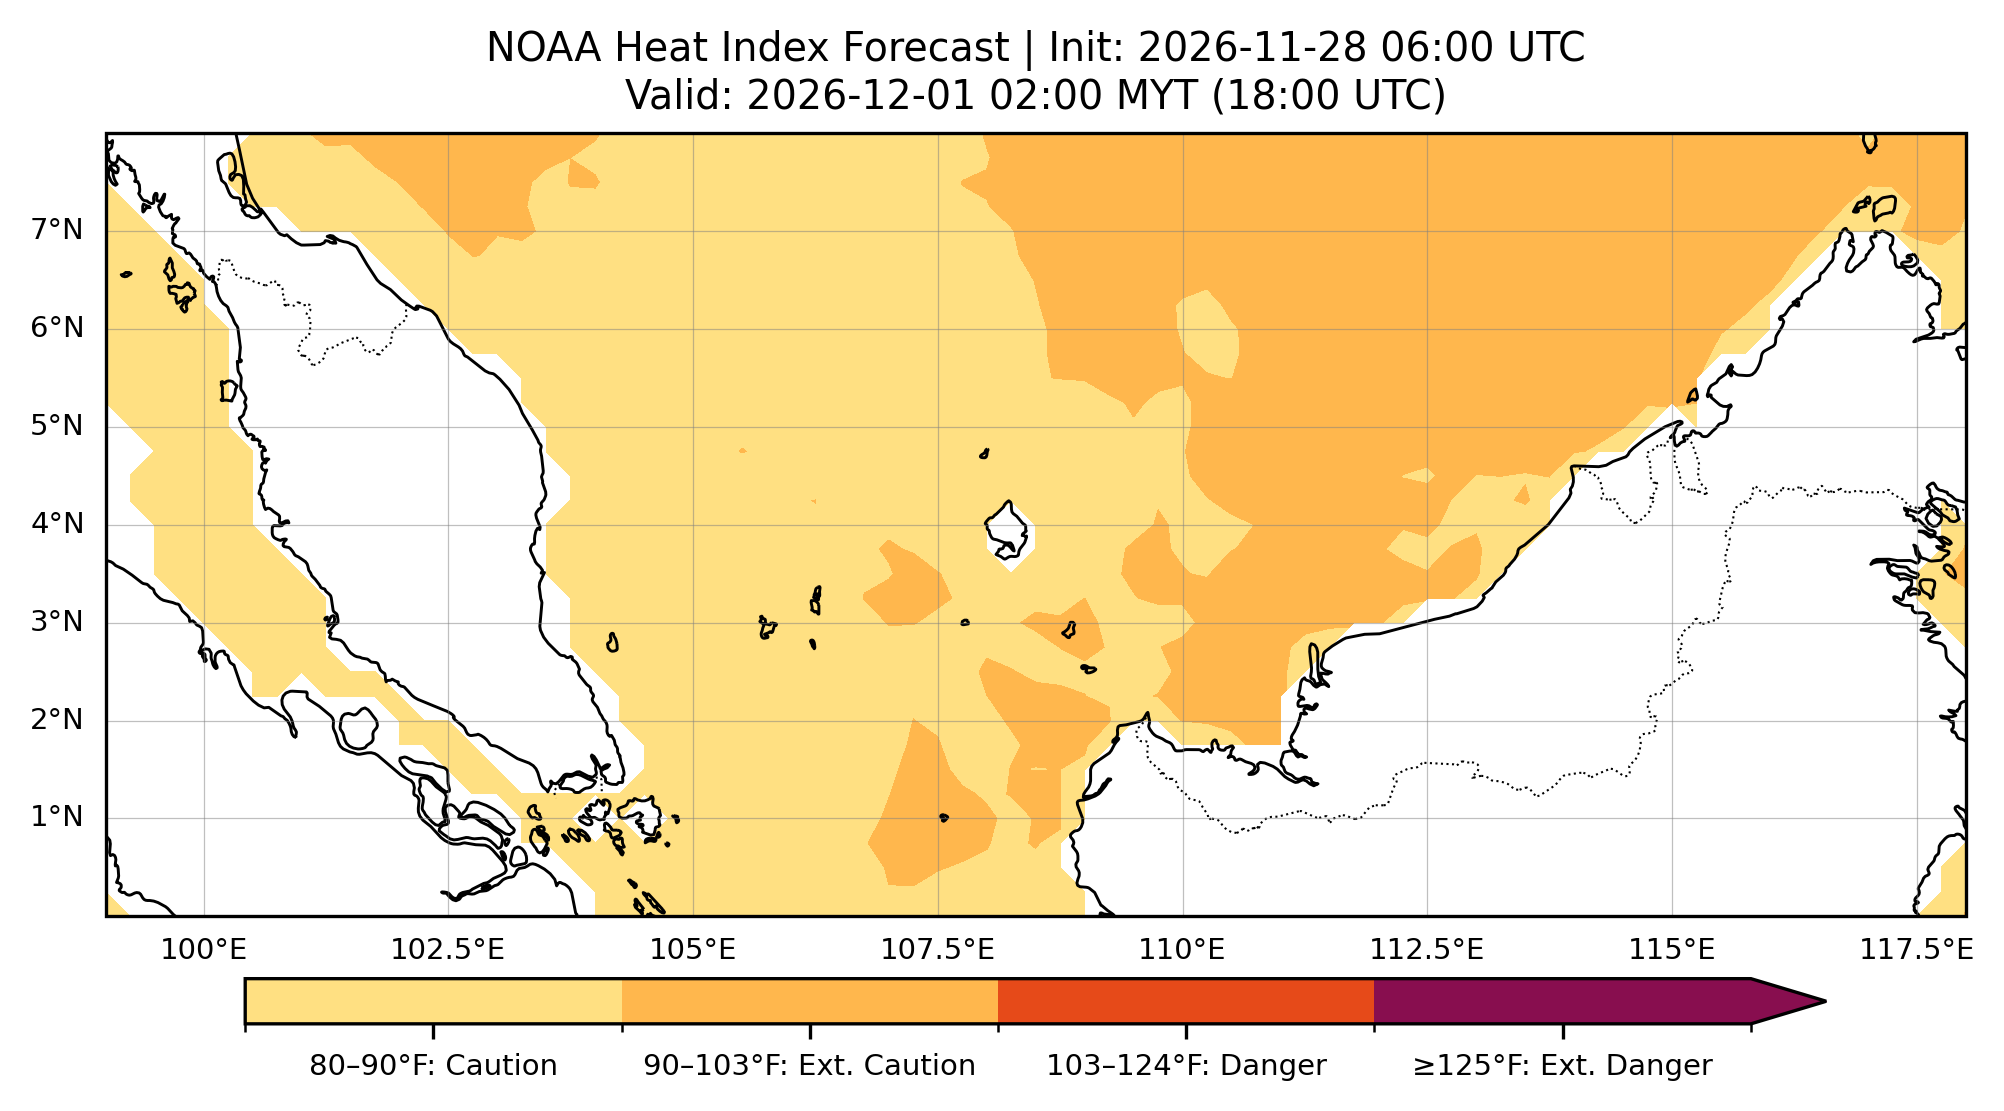 NOAA Heat Index Forecast | Init: 2026-11-28 06:00 UTC
Valid: 2026-12-01 02:00 MYT (18:00 UTC)
7°N
6°N
5°N
4°N
3°N
2°N
1°N
100°E
102.5°E
105°E
107.5°E
110°E
112.5°E
115°E
117.5°E
80–90°F: Caution
90–103°F: Ext. Caution
103–124°F: Danger
≥125°F: Ext. Danger